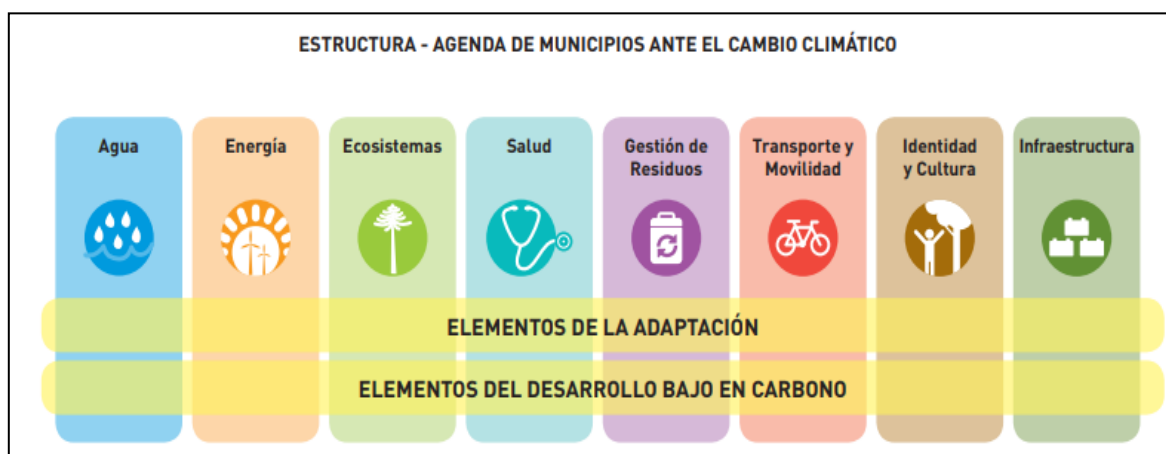 ESTRUCTURA - AGENDA DE MUNICIPIOS ANTE EL CAMBIO CLIMÁTICO
Agua
Energía
Ecosistemas
Salud
Gestión de
Residuos
Transporte y
Movilidad
Identidad
y Cultura
Infraestructura
ELEMENTOS DE LA ADAPTACIÓN
ELEMENTOS DEL DESARROLLO BAJO EN CARBONO